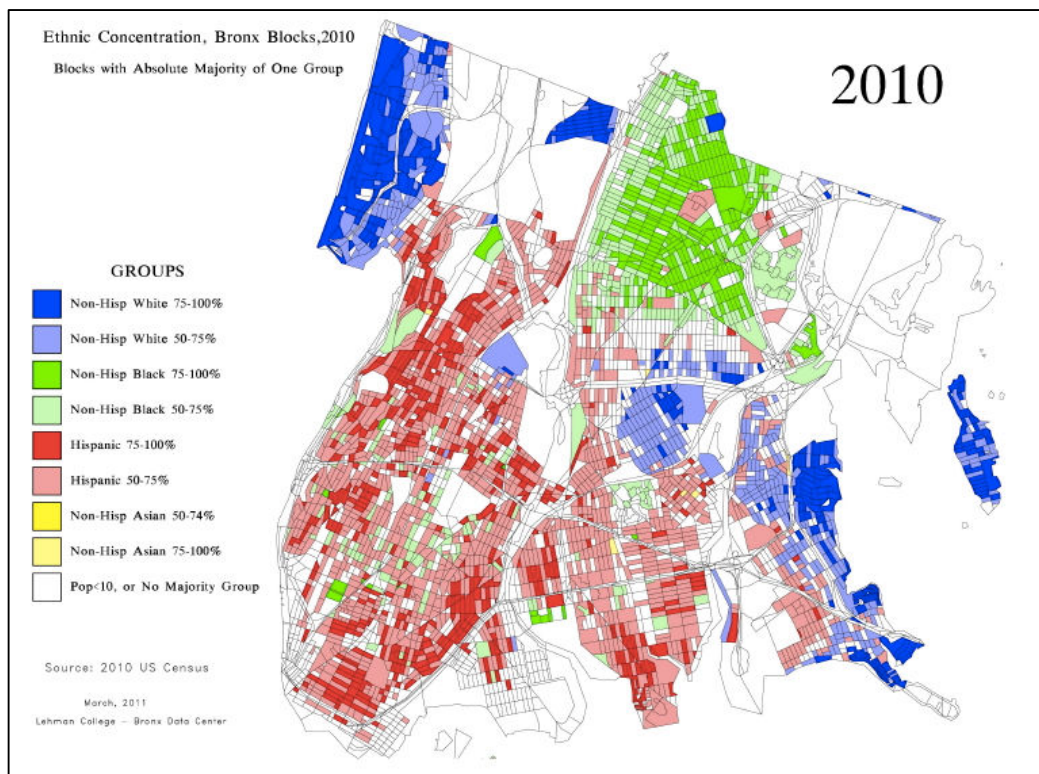 Ethnic Concentration, Bronx Blocks,2010
Blocks with Absolute Majority of One Group
2010
GROUPS
Non-Hisp White 75-100%
Non-Hisp White 50-75%
Non-Hisp Black 75-100%
Non-Hisp Black 50-75%
Hispanic 75-100%
Hispanic 50-75%
Non-Hisp Asian 50-74%
Non-Hisp Asian 75-100%
Pop<10, or No Majority Group
Source: 2010 US Census
March, 2011
Lehman College – Bronx Data Center